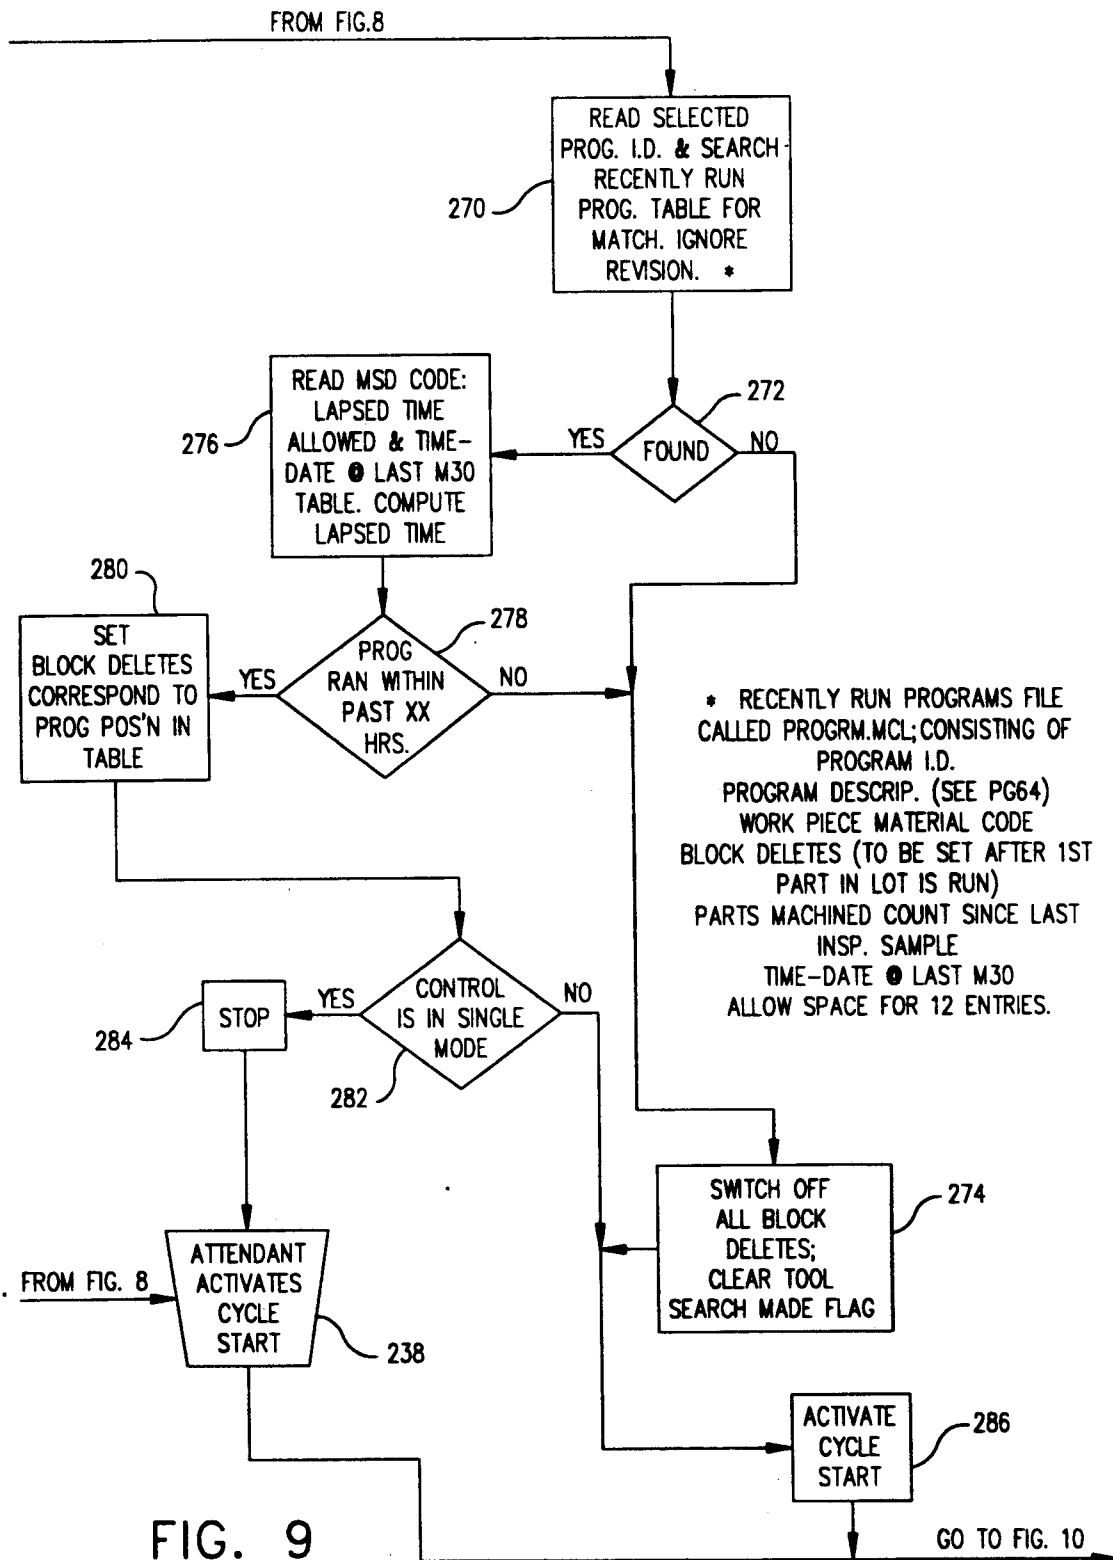 FROM FIG.8
READ SELECTED
PROG. I.D. & SEARCH
RECENTLY RUN
PROG. TABLE FOR
MATCH. IGNORE
REVISION. *
270
272
FOUND
YES
NO
READ MSD CODE:
LAPSED TIME
ALLOWED & TIME-
DATE @ LAST M30
TABLE. COMPUTE
LAPSED TIME
276
278
PROG
RAN WITHIN
PAST XX
HRS.
YES
NO
280
SET
BLOCK DELETES
CORRESPOND TO
PROG POS'N IN
TABLE
* RECENTLY RUN PROGRAMS FILE
CALLED PROGRM.MCL; CONSISTING OF
PROGRAM I.D.
PROGRAM DESCRIP. (SEE PG64)
WORK PIECE MATERIAL CODE
BLOCK DELETES (TO BE SET AFTER 1ST
PART IN LOT IS RUN)
PARTS MACHINED COUNT SINCE LAST
INSP. SAMPLE
TIME-DATE @ LAST M30
ALLOW SPACE FOR 12 ENTRIES.
CONTROL
IS IN SINGLE
MODE
YES
NO
282
STOP
284
SWITCH OFF
ALL BLOCK
DELETES;
CLEAR TOOL
SEARCH MADE FLAG
274
FROM FIG. 8
ATTENDANT
ACTIVATES
CYCLE
START
238
ACTIVATE
CYCLE
START
286
FIG. 9
GO TO FIG. 10